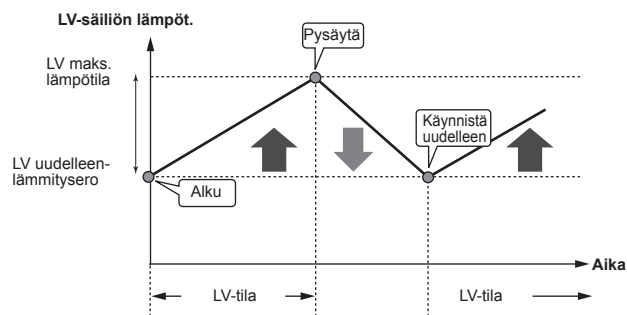 LV-säiliön lämpöt.
Pysäytä
LV maks.
lämpötila
Käynnistä
uudelleen
LV uudelleen-
lämmitysero
Alku
Aika
LV-tila
LV-tila